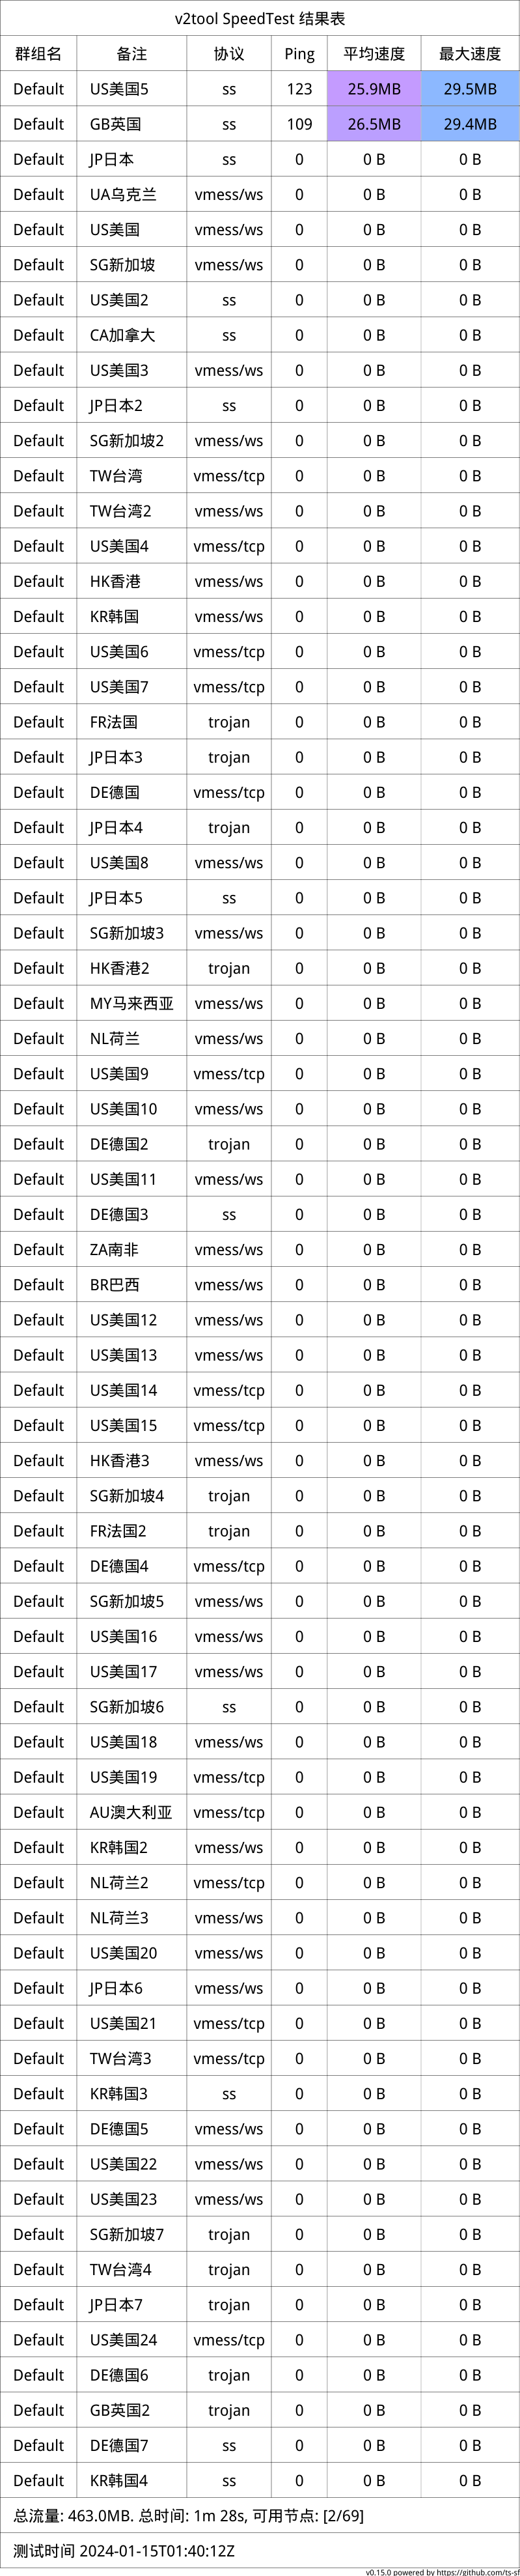 v2tool SpeedTest 结果表
群组名 备注 协议 Ping 平均速度 最大速度
Default US美国5 ss 123 25.9MB 29.5MB
Default GB英国 ss 109 26.5MB 29.4MB
Default JP日本 ss 0 0 B 0 B
Default UA乌克兰 vmess/ws 0 0 B 0 B
Default US美国 vmess/ws 0 0 B 0 B
Default SG新加坡 vmess/ws 0 0 B 0 B
Default US美国2 ss 0 0 B 0 B
Default CA加拿大 ss 0 0 B 0 B
Default US美国3 vmess/ws 0 0 B 0 B
Default JP日本2 ss 0 0 B 0 B
Default SG新加坡2 vmess/ws 0 0 B 0 B
Default TW台湾 vmess/tcp 0 0 B 0 B
Default TW台湾2 vmess/ws 0 0 B 0 B
Default US美国4 vmess/tcp 0 0 B 0 B
Default HK香港 vmess/ws 0 0 B 0 B
Default KR韩国 vmess/ws 0 0 B 0 B
Default US美国6 vmess/tcp 0 0 B 0 B
Default US美国7 vmess/tcp 0 0 B 0 B
Default FR法国 trojan 0 0 B 0 B
Default JP日本3 trojan 0 0 B 0 B
Default DE德国 vmess/tcp 0 0 B 0 B
Default JP日本4 trojan 0 0 B 0 B
Default US美国8 vmess/ws 0 0 B 0 B
Default JP日本5 ss 0 0 B 0 B
Default SG新加坡3 vmess/ws 0 0 B 0 B
Default HK香港2 trojan 0 0 B 0 B
Default MY马来西亚 vmess/ws 0 0 B 0 B
Default NL荷兰 vmess/ws 0 0 B 0 B
Default US美国9 vmess/tcp 0 0 B 0 B
Default US美国10 vmess/ws 0 0 B 0 B
Default DE德国2 trojan 0 0 B 0 B
Default US美国11 vmess/ws 0 0 B 0 B
Default DE德国3 ss 0 0 B 0 B
Default ZA南非 vmess/ws 0 0 B 0 B
Default BR巴西 vmess/ws 0 0 B 0 B
Default US美国12 vmess/ws 0 0 B 0 B
Default US美国13 vmess/ws 0 0 B 0 B
Default US美国14 vmess/tcp 0 0 B 0 B
Default US美国15 vmess/tcp 0 0 B 0 B
Default HK香港3 vmess/ws 0 0 B 0 B
Default SG新加坡4 trojan 0 0 B 0 B
Default FR法国2 trojan 0 0 B 0 B
Default DE德国4 vmess/tcp 0 0 B 0 B
Default SG新加坡5 vmess/ws 0 0 B 0 B
Default US美国16 vmess/ws 0 0 B 0 B
Default US美国17 vmess/ws 0 0 B 0 B
Default SG新加坡6 ss 0 0 B 0 B
Default US美国18 vmess/ws 0 0 B 0 B
Default US美国19 vmess/tcp 0 0 B 0 B
Default AU澳大利亚 vmess/tcp 0 0 B 0 B
Default KR韩国2 vmess/ws 0 0 B 0 B
Default NL荷兰2 vmess/tcp 0 0 B 0 B
Default NL荷兰3 vmess/ws 0 0 B 0 B
Default US美国20 vmess/ws 0 0 B 0 B
Default JP日本6 vmess/ws 0 0 B 0 B
Default US美国21 vmess/tcp 0 0 B 0 B
Default TW台湾3 vmess/tcp 0 0 B 0 B
Default KR韩国3 ss 0 0 B 0 B
Default DE德国5 vmess/ws 0 0 B 0 B
Default US美国22 vmess/ws 0 0 B 0 B
Default US美国23 vmess/ws 0 0 B 0 B
Default SG新加坡7 trojan 0 0 B 0 B
Default TW台湾4 trojan 0 0 B 0 B
Default JP日本7 trojan 0 0 B 0 B
Default US美国24 vmess/tcp 0 0 B 0 B
Default DE德国6 trojan 0 0 B 0 B
Default GB英国2 trojan 0 0 B 0 B
Default DE德国7 ss 0 0 B 0 B
Default KR韩国4 ss 0 0 B 0 B
总流量: 463.0MB. 总时间: 1m 28s, 可用节点: [2/69]
测试时间 2024-01-15T01:40:12Z
v0.15.0 powered by https://github.com/ts-sf